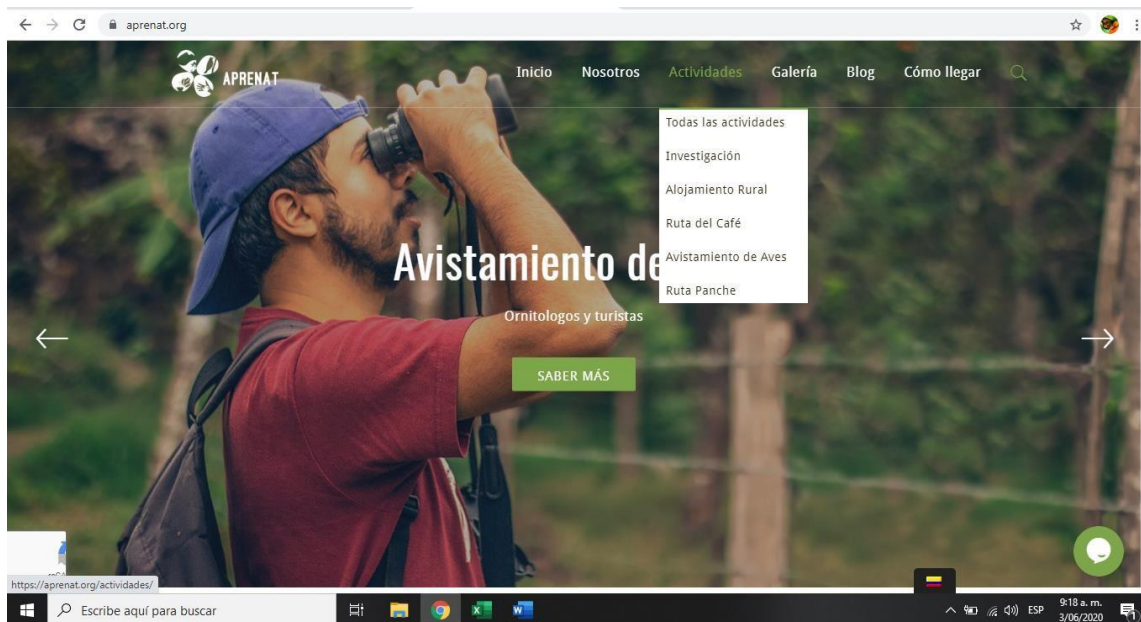 aprenat.org
APRENAT
Inicio Nosotros Actividades Galería Blog Cómo llegar
Todas las actividades
Investigación
Alojamiento Rural
Ruta del Café
Avistamiento de Aves
Ruta Panche
Avistamiento de
Ornitologos y turistas
SABER MÁS
https://aprenat.org/actividades/
Escribe aquí para buscar
ESP
9:18 a. m.
3/06/2020